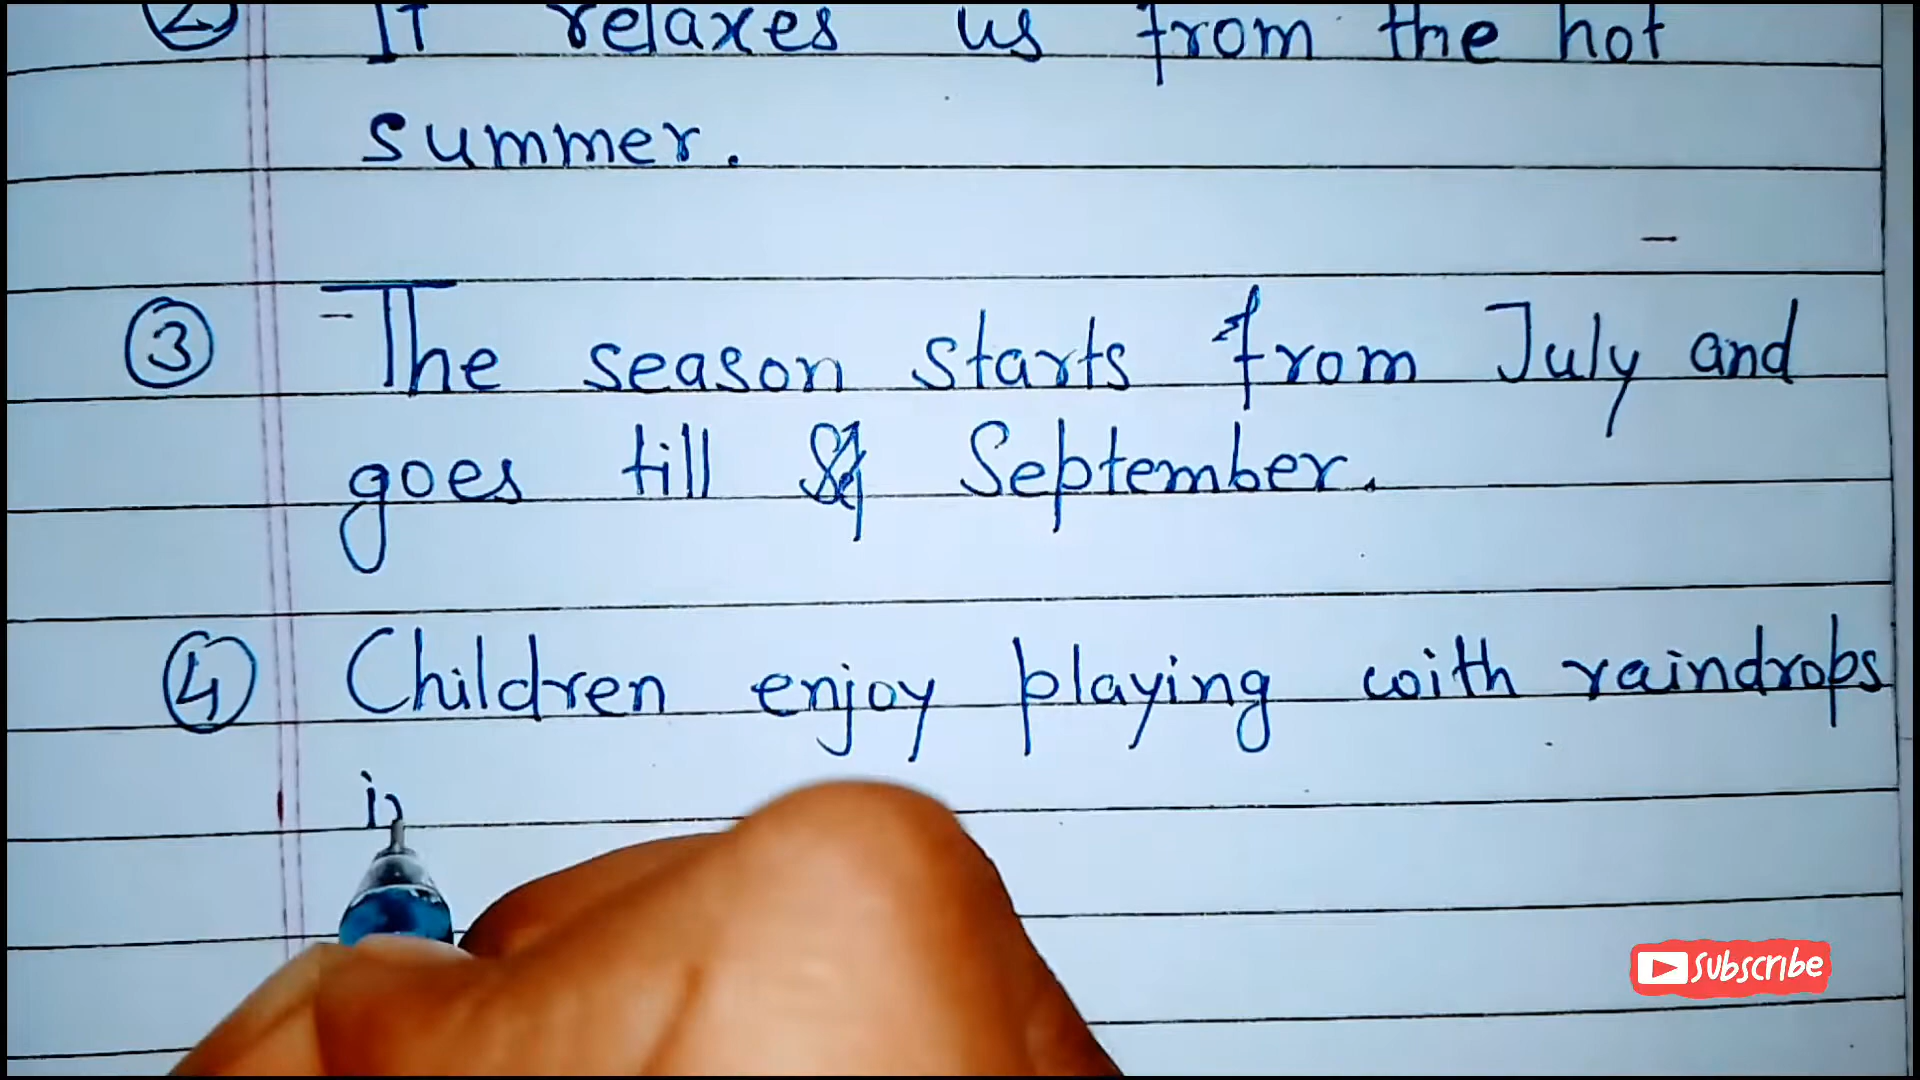 ② It relaxes us from the hot
summer.
③ The season starts from July and
goes till September.
④ Children enjoy playing with raindrops
Subscribe